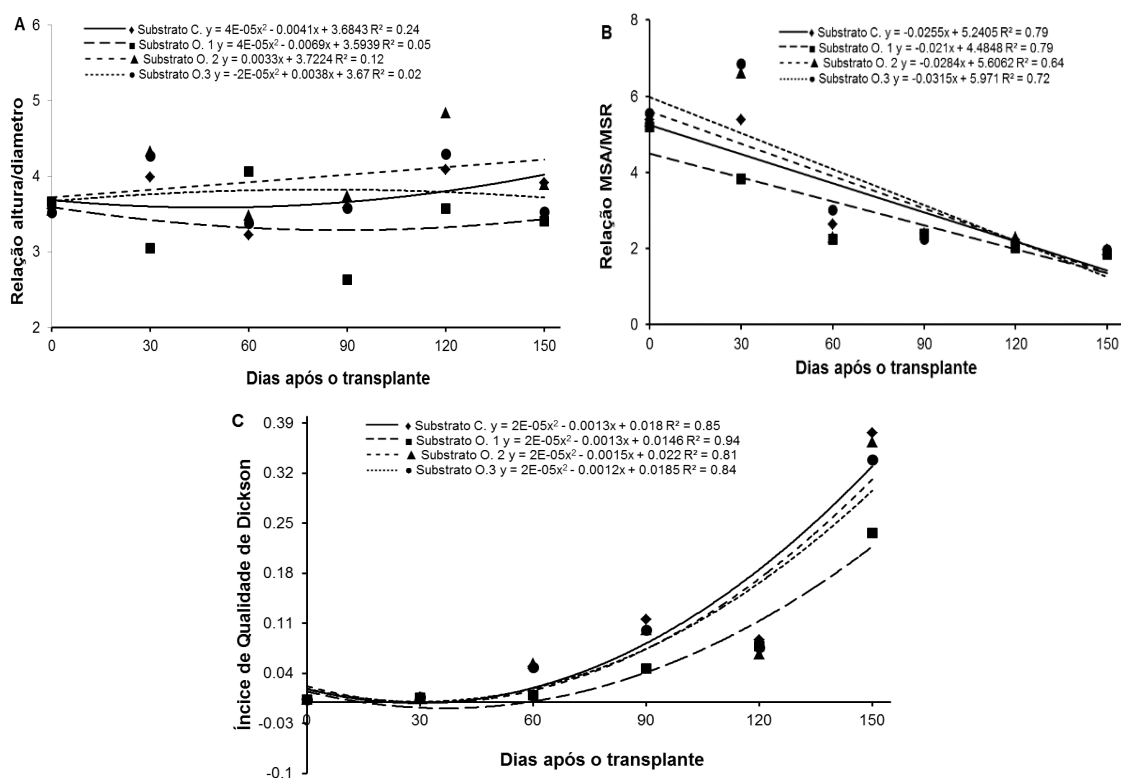 A
Substrato C. y = 4E-05x² - 0.0041x + 3.6843 R² = 0.24
Substrato O. 1 y = 4E-05x² - 0.0069x + 3.5939 R² = 0.05
Substrato O. 2 y = 0.0033x + 3.7224 R² = 0.12
Substrato O.3 y = -2E-05x² + 0.0038x + 3.67 R² = 0.02
Relação altura/diametro
6
5
4
3
2
0 30 60 90 120 150
Dias após o transplante
B
Substrato C. y = -0.0255x + 5.2405 R² = 0.79
Substrato O. 1 y = -0.021x + 4.4848 R² = 0.79
Substrato O. 2 y = -0.0284x + 5.6062 R² = 0.64
Substrato O.3 y = -0.0315x + 5.971 R² = 0.72
Relação MSA/MSR
8
6
4
2
0
0 30 60 90 120 150
Dias após o transplante
C
Substrato C. y = 2E-05x² - 0.0013x + 0.018 R² = 0.85
Substrato O. 1 y = 2E-05x² - 0.0013x + 0.0146 R² = 0.94
Substrato O. 2 y = 2E-05x² - 0.0015x + 0.022 R² = 0.81
Substrato O.3 y = 2E-05x² - 0.0012x + 0.0185 R² = 0.84
Íncice de Qualidade de Dickson
0.39
0.32
0.25
0.18
0.11
0.04
-0.03
-0.1
0 30 60 90 120 150
Dias após o transplante